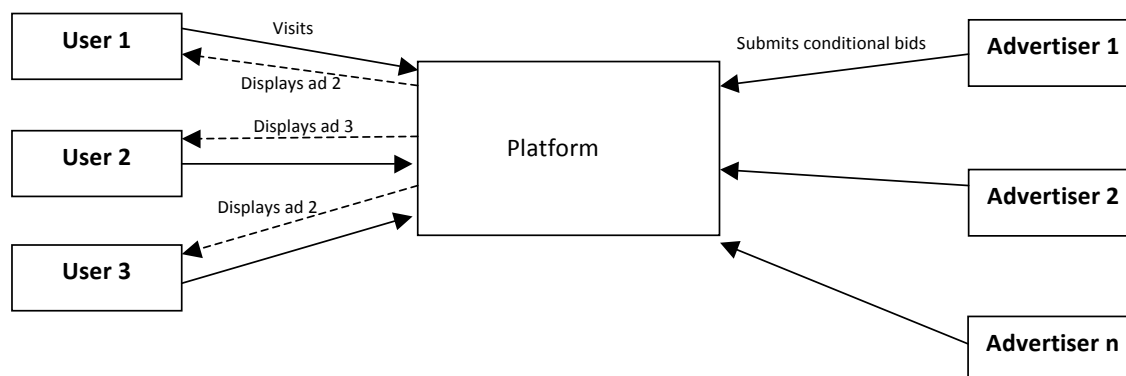 User 1
Visits
Displays ad 2
User 2
Displays ad 3
User 3
Displays ad 2
Platform
Submits conditional bids
Advertiser 1
Advertiser 2
Advertiser n